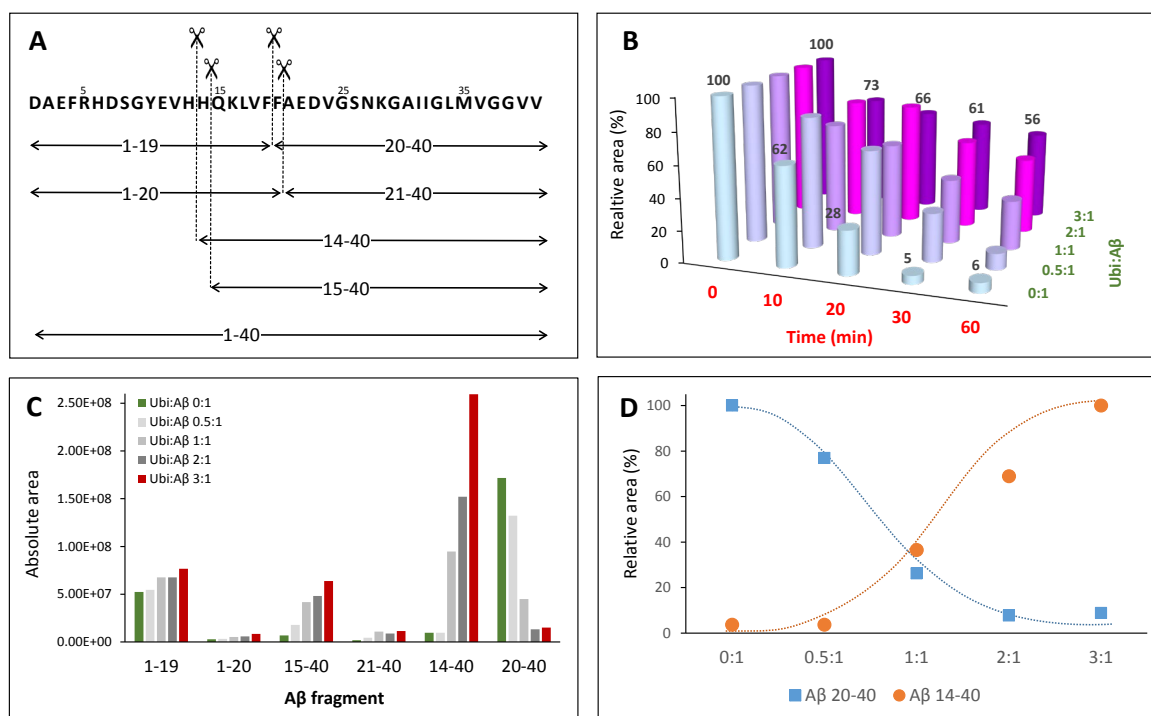 A
5
15
25
35
DAEFRHDSGYEVHHQKLVFFAEDVGSNKGAIIGLMVGGVV
1-19
20-40
1-20
21-40
14-40
15-40
1-40
B
Realtive area (%)
100
80
60
40
20
0
100
62
28
5
6
100
73
66
61
56
0
10
20
30
60
Time (min)
3:1
2:1
1:1
0.5:1
0:1
Ubi:Aβ
C
Absolute area
2.50E+08
2.00E+08
1.50E+08
1.00E+08
5.00E+07
0.00E+00
Ubi:Aβ 0:1
Ubi:Aβ 0.5:1
Ubi:Aβ 1:1
Ubi:Aβ 2:1
Ubi:Aβ 3:1
1-19
1-20
15-40
21-40
14-40
20-40
Aβ fragment
D
Relative area (%)
100
80
60
40
20
0
0:1
0.5:1
1:1
2:1
3:1
Aβ 20-40
Aβ 14-40